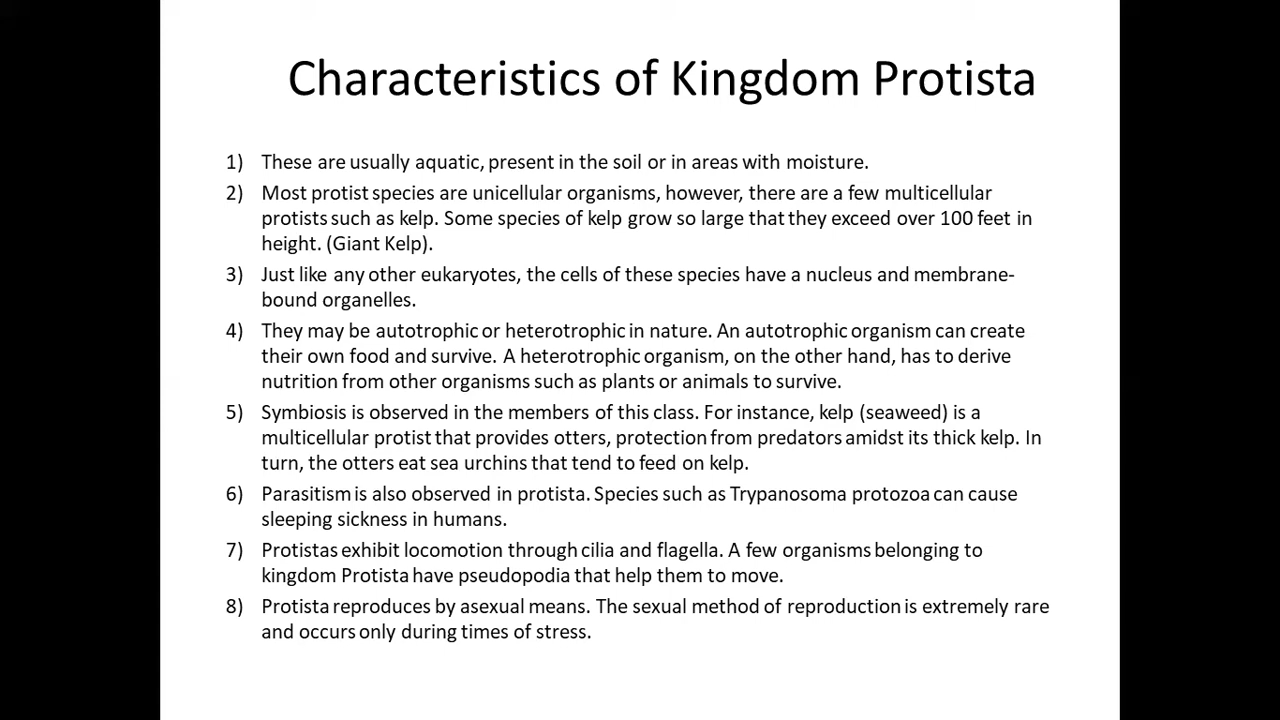 Characteristics of Kingdom Protista
1) These are usually aquatic, present in the soil or in areas with moisture.
2) Most protist species are unicellular organisms, however, there are a few multicellular
protists such as kelp. Some species of kelp grow so large that they exceed over 100 feet in
height. (Giant Kelp).
3) Just like any other eukaryotes, the cells of these species have a nucleus and membrane-
bound organelles.
4) They may be autotrophic or heterotrophic in nature. An autotrophic organism can create
their own food and survive. A heterotrophic organism, on the other hand, has to derive
nutrition from other organisms such as plants or animals to survive.
5) Symbiosis is observed in the members of this class. For instance, kelp (seaweed) is a
multicellular protist that provides otters, protection from predators amidst its thick kelp. In
turn, the otters eat sea urchins that tend to feed on kelp.
6) Parasitism is also observed in protista. Species such as Trypanosoma protozoa can cause
sleeping sickness in humans.
7) Protistas exhibit locomotion through cilia and flagella. A few organisms belonging to
kingdom Protista have pseudopodia that help them to move.
8) Protista reproduces by asexual means. The sexual method of reproduction is extremely rare
and occurs only during times of stress.